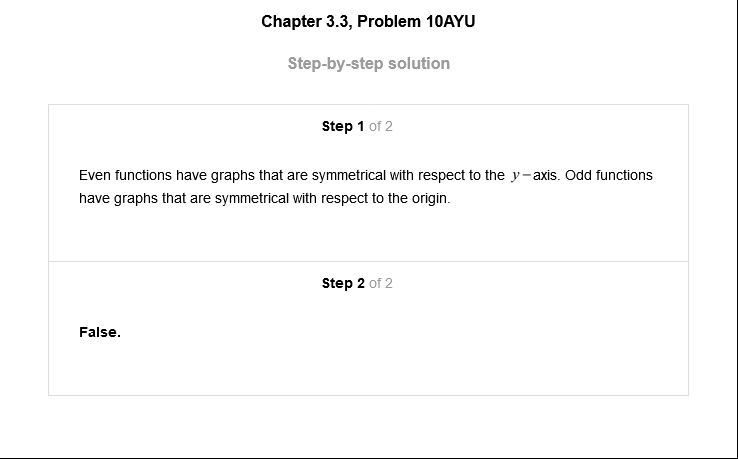 Chapter 3.3, Problem 10AYU
Step-by-step solution
Step 1 of 2
Even functions have graphs that are symmetrical with respect to the y−axis. Odd functions
have graphs that are symmetrical with respect to the origin.
Step 2 of 2
False.